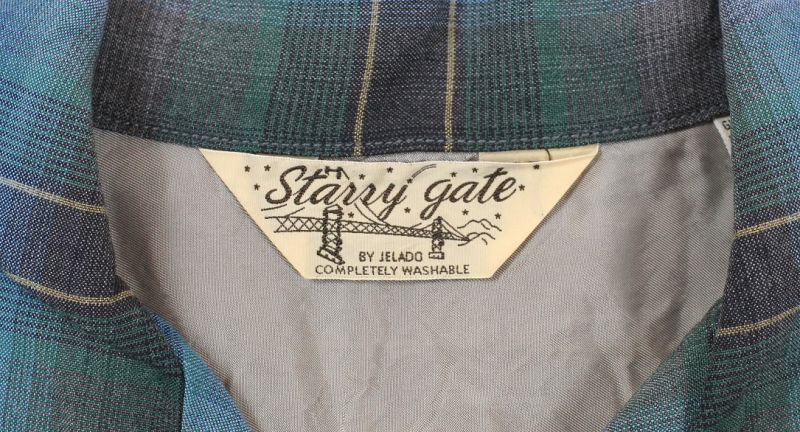 Starry gate
BY JELADO
COMPLETELY WASHABLE